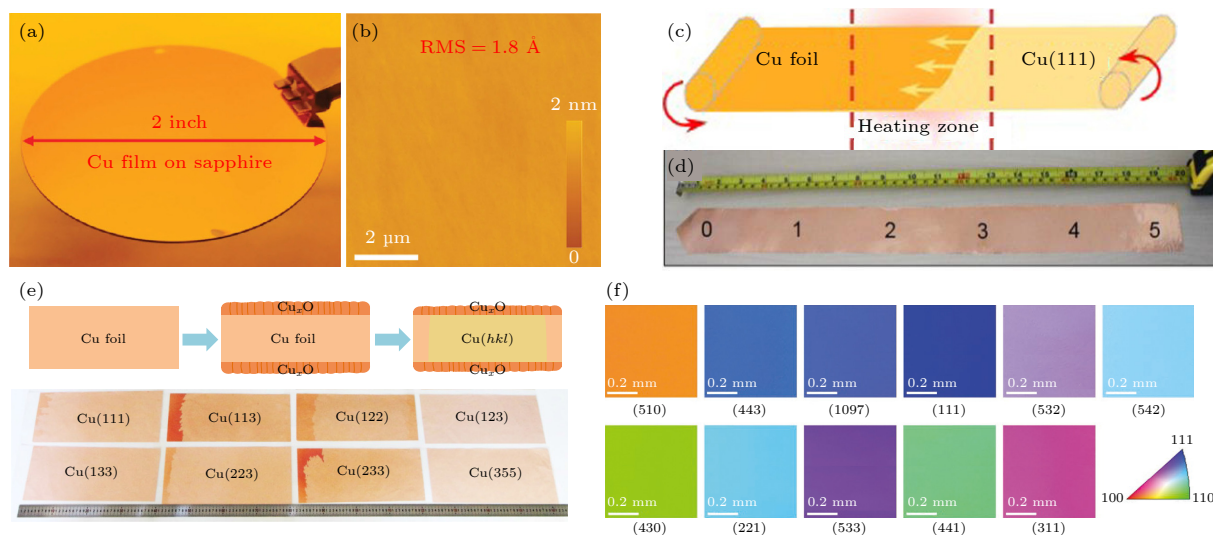 (a)
2 inch
Cu film on sapphire
(b)
RMS = 1.8 Å
2 nm
2 µm
0
(c)
Cu foil
Cu(111)
Heating zone
(d)
0 1 2 3 4 5
(e)
Cu foil
CuₓO
Cu foil
CuₓO
CuₓO
Cu(hkl)
CuₓO
Cu(111) Cu(113) Cu(122) Cu(123)
Cu(133) Cu(223) Cu(233) Cu(355)
(f)
0.2 mm 0.2 mm 0.2 mm 0.2 mm 0.2 mm 0.2 mm
(510) (443) (1097) (111) (532) (542)
0.2 mm 0.2 mm 0.2 mm 0.2 mm 0.2 mm
(430) (221) (533) (441) (311)
111
100 110